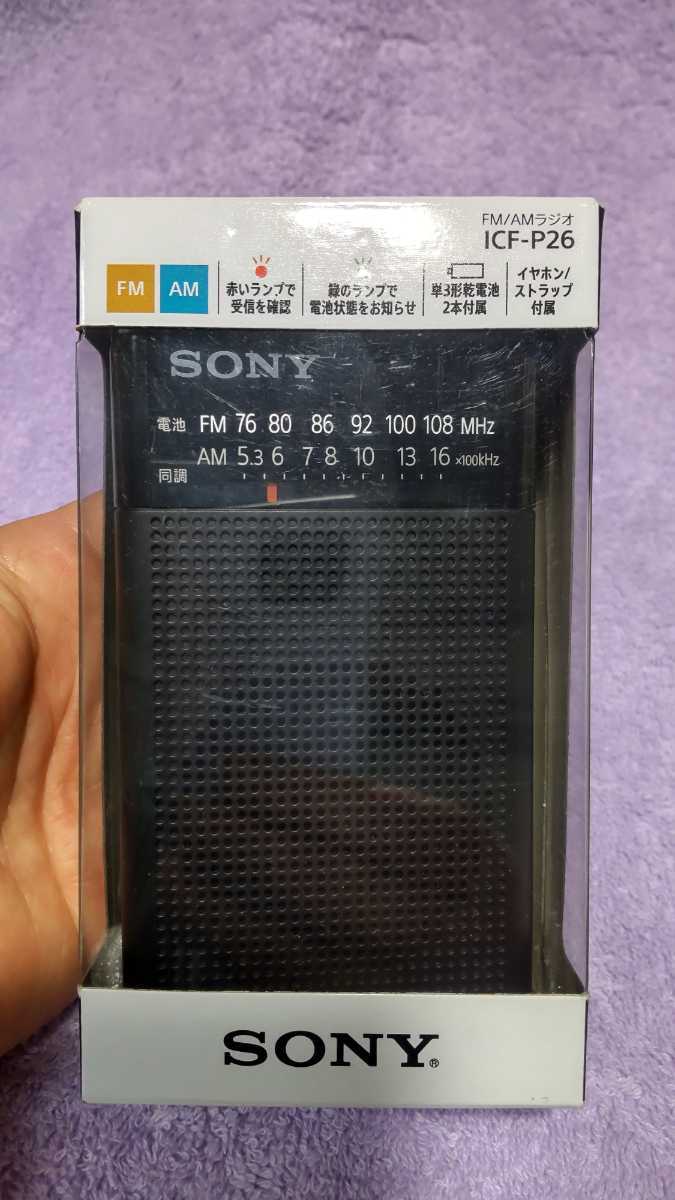 FM/AMラジオ
ICF-P26
FM
AM
赤いランプで
受信を確認
緑のランプで
電池状態をお知らせ
単3形乾電池
2本付属
イヤホン/
ストラップ
付属
SONY
電池 FM 76 80 86 92 100 108 MHz
AM 5.3 6 7 8 10 13 16 ×100kHz
同調
SONY®